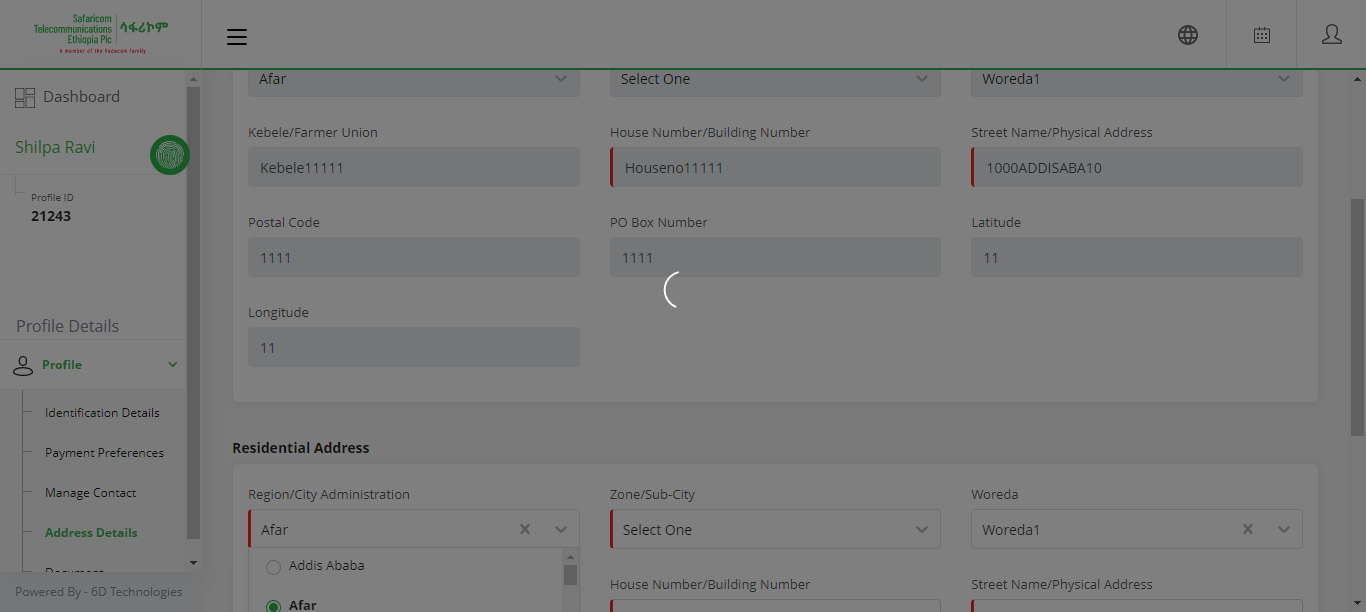 Safaricom
Telecommunications
Ethiopia Plc
ሳፋሪኮም
A member of the Vodacom family
Dashboard
Shilpa Ravi
Profile ID
21243
Profile Details
Profile
Identification Details
Payment Preferences
Manage Contact
Address Details
Document
Powered By - 6D Technologies
Afar
Select One
Woreda1
Kebele/Farmer Union
House Number/Building Number
Street Name/Physical Address
Kebele11111
Houseno11111
1000ADDISABA10
Postal Code
PO Box Number
Latitude
1111
1111
11
Longitude
11
Residential Address
Region/City Administration
Zone/Sub-City
Woreda
Afar
Select One
Woreda1
Addis Ababa
Afar
House Number/Building Number
Street Name/Physical Address